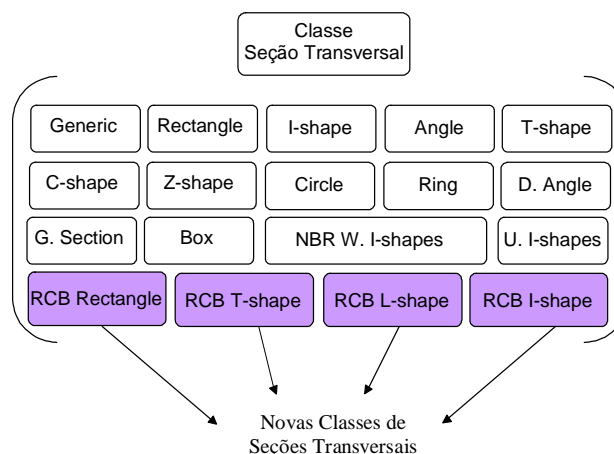 Classe
Seção Transversal
Generic Rectangle I-shape Angle T-shape
C-shape Z-shape Circle Ring D. Angle
G. Section Box NBR W. I-shapes U. I-shapes
RCB Rectangle RCB T-shape RCB L-shape RCB I-shape
Novas Classes de
Seções Transversais